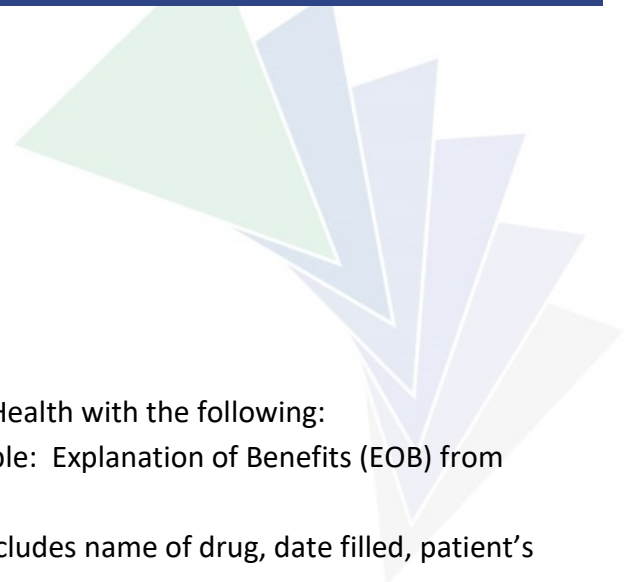 Health with the following:
ple: Explanation of Benefits (EOB) from
cludes name of drug, date filled, patient's